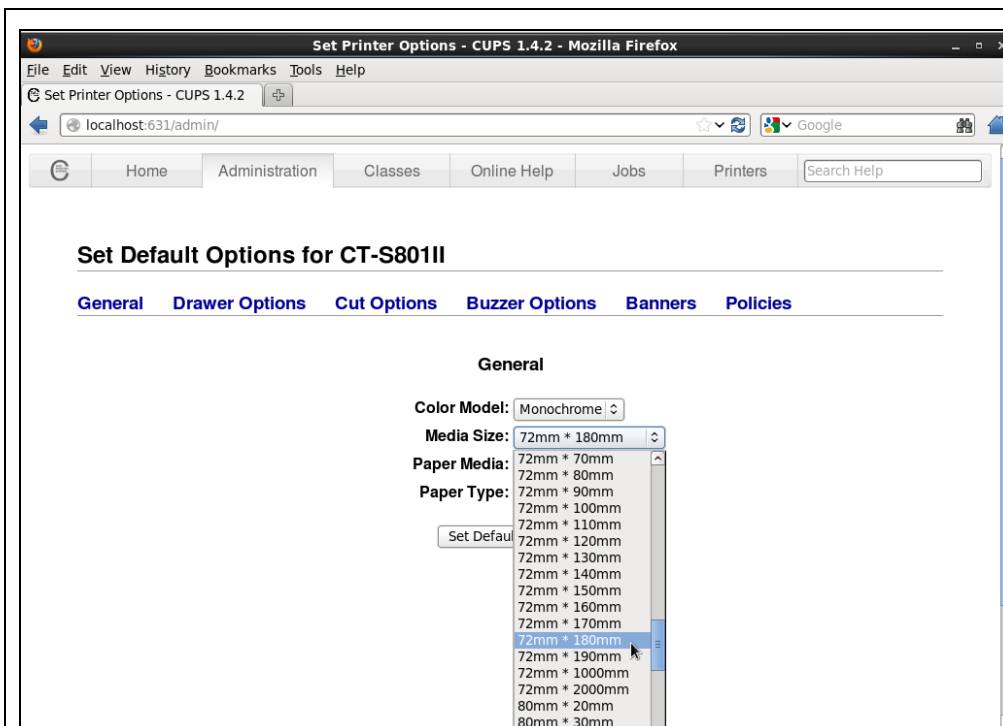 Set Printer Options - CUPS 1.4.2 - Mozilla Firefox
File Edit View History Bookmarks Tools Help
Set Printer Options - CUPS 1.4.2
localhost:631/admin/ Google
Home Administration Classes Online Help Jobs Printers Search Help
Set Default Options for CT-S801II
General Drawer Options Cut Options Buzzer Options Banners Policies
General
Color Model: Monochrome
Media Size: 72mm * 180mm
Paper Media:
Paper Type:
Set Defaul
72mm * 70mm
72mm * 80mm
72mm * 90mm
72mm * 100mm
72mm * 110mm
72mm * 120mm
72mm * 130mm
72mm * 140mm
72mm * 150mm
72mm * 160mm
72mm * 170mm
72mm * 180mm
72mm * 190mm
72mm * 1000mm
72mm * 2000mm
80mm * 20mm
80mm * 30mm